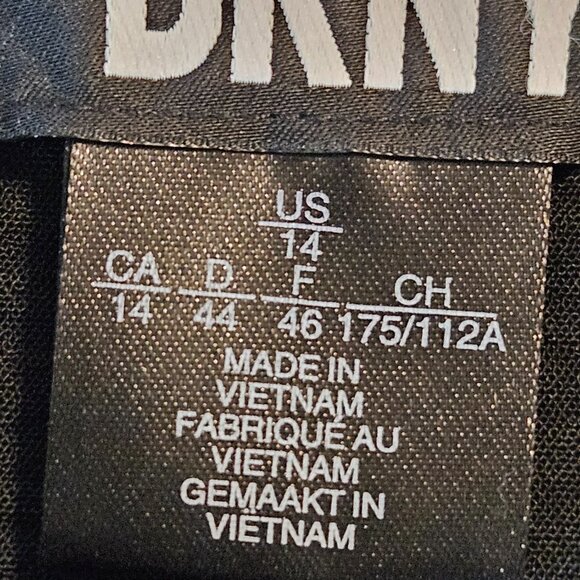 DKNY
US
14
CA D F CH
14 44 46 175/112A
MADE IN
VIETNAM
FABRIQUÉ AU
VIETNAM
GEMAAKT IN
VIETNAM